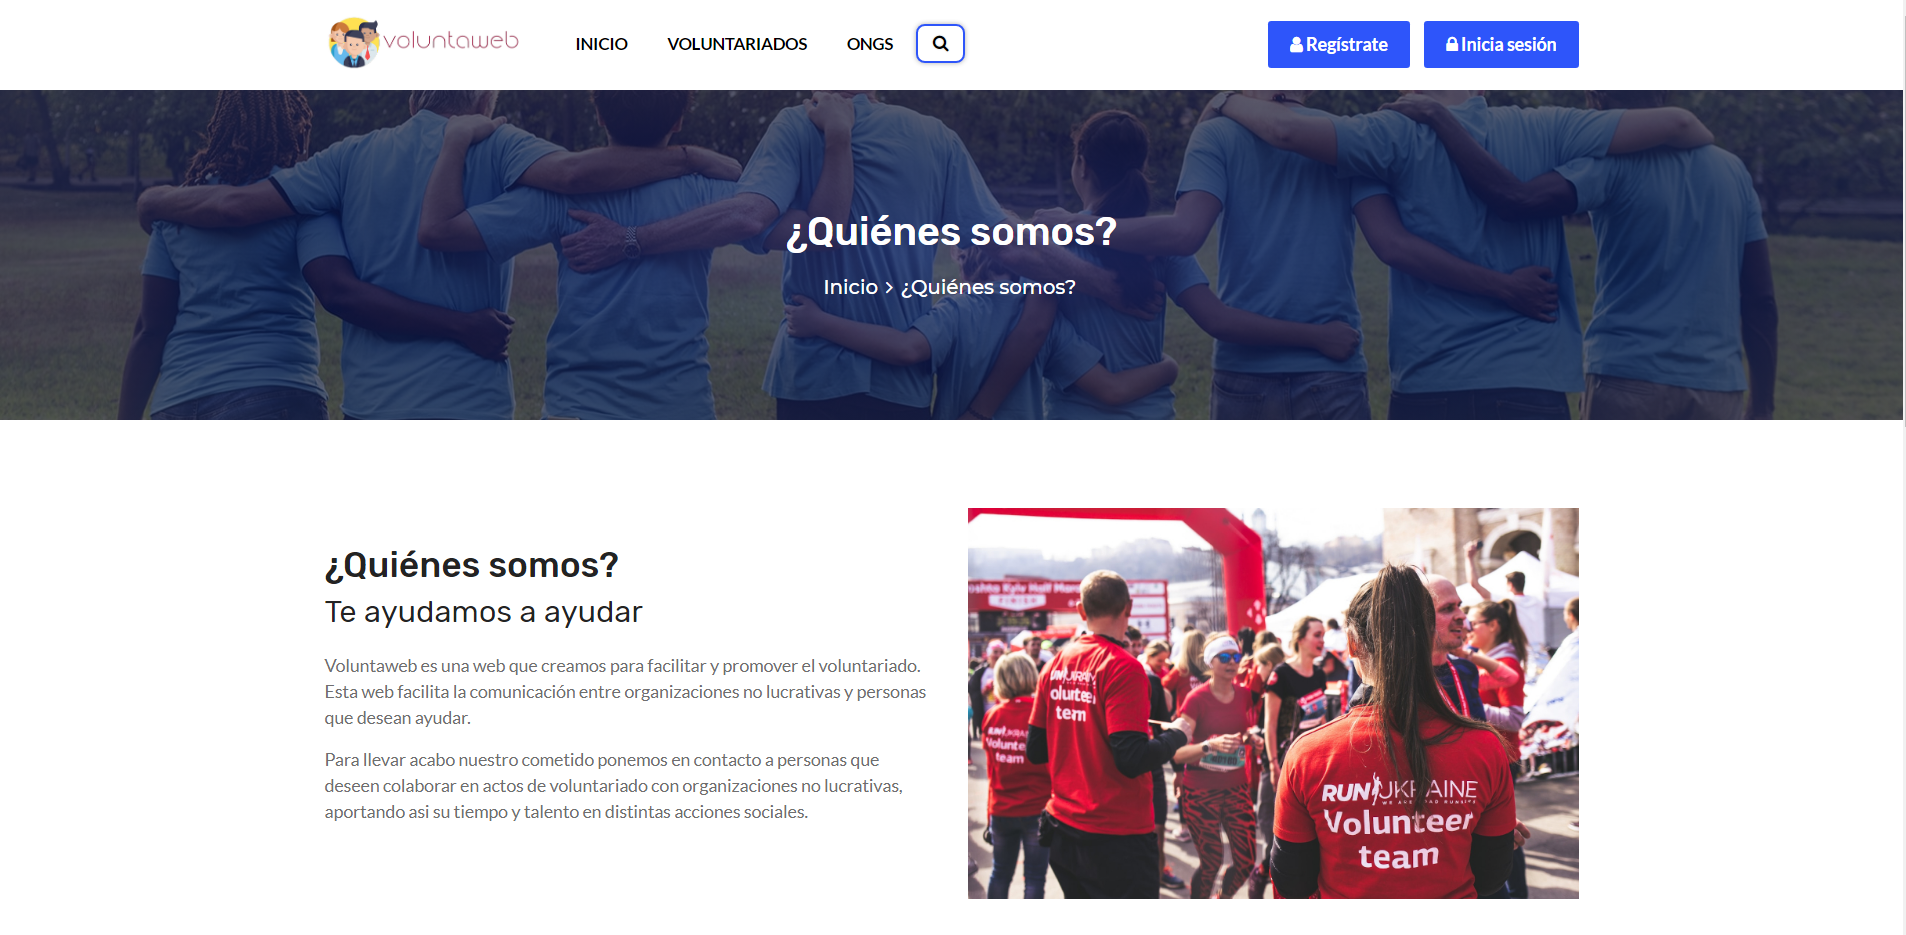 voluntaweb
INICIO
VOLUNTARIADOS
ONGS
Regístrate
Inicia sesión
¿Quiénes somos?
Inicio > ¿Quiénes somos?
¿Quiénes somos?
Te ayudamos a ayudar
Voluntaweb es una web que creamos para facilitar y promover el voluntariado.
Esta web facilita la comunicación entre organizaciones no lucrativas y personas
que desean ayudar.
Para llevar acabo nuestro cometido ponemos en contacto a personas que
deseen colaborar en actos de voluntariado con organizaciones no lucrativas,
aportando asi su tiempo y talento en distintas acciones sociales.
RUN UKRAINE
Volunteer
team